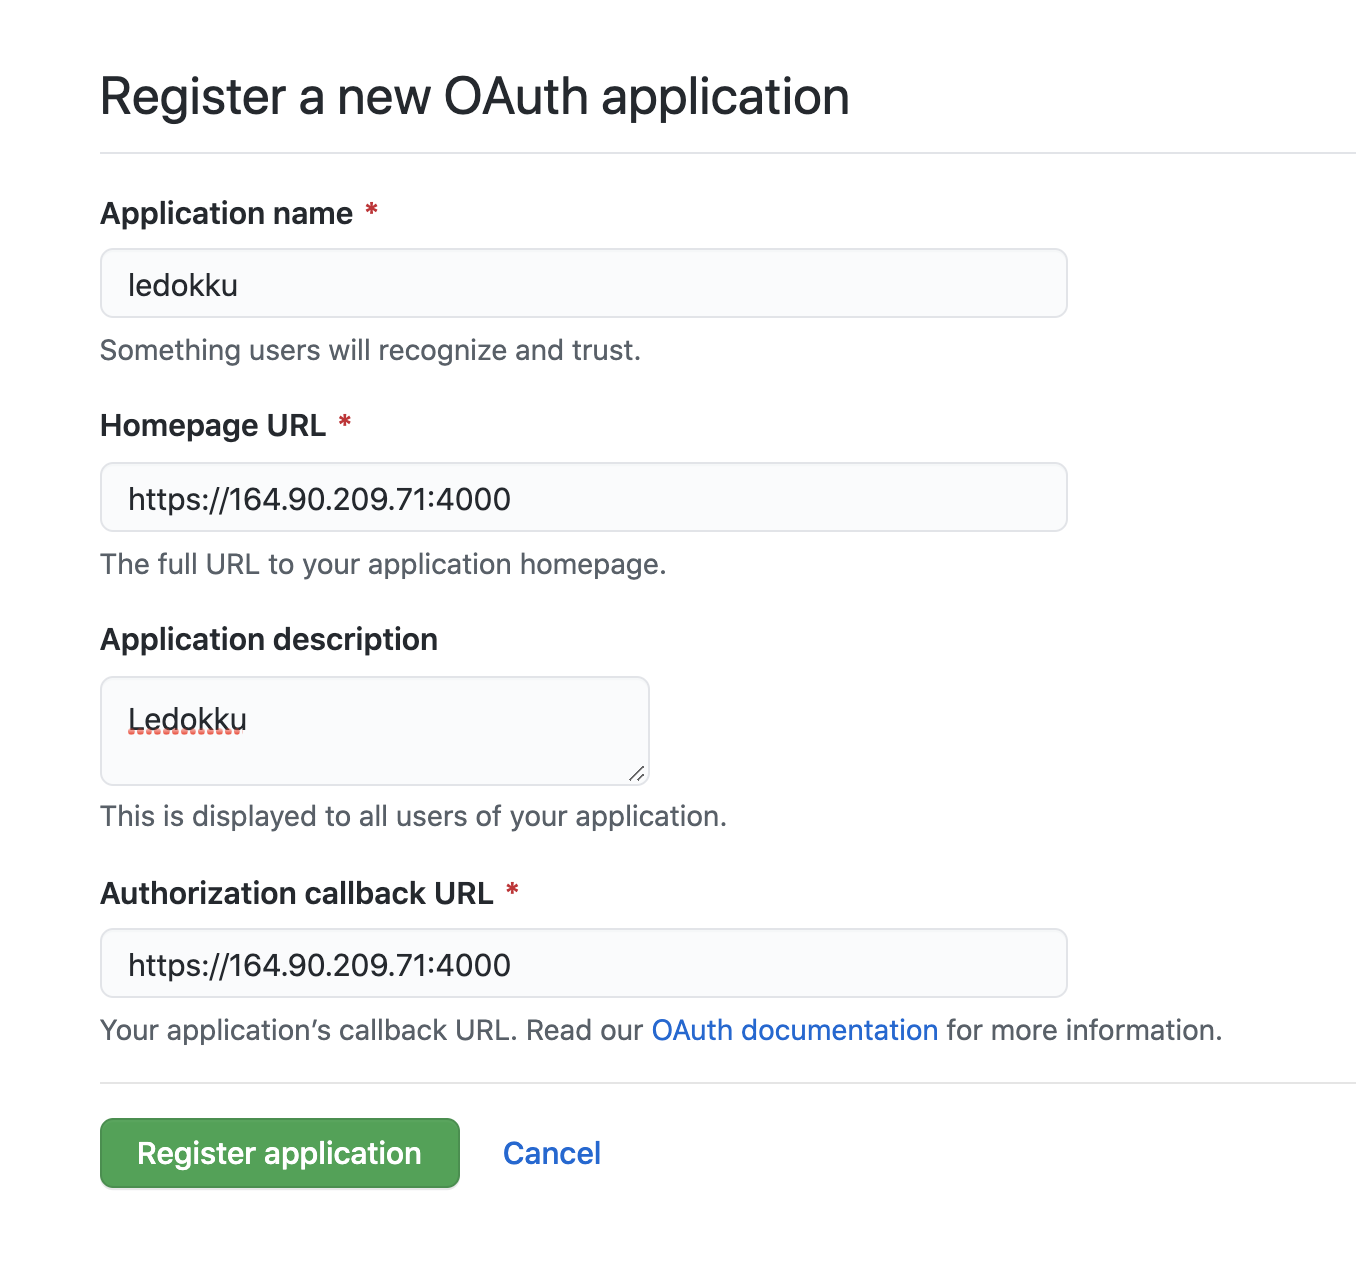 Register a new OAuth application
Application name *
ledokku
Something users will recognize and trust.
Homepage URL *
https://164.90.209.71:4000
The full URL to your application homepage.
Application description
Ledokku
This is displayed to all users of your application.
Authorization callback URL *
https://164.90.209.71:4000
Your application’s callback URL. Read our OAuth documentation for more information.
Register application Cancel